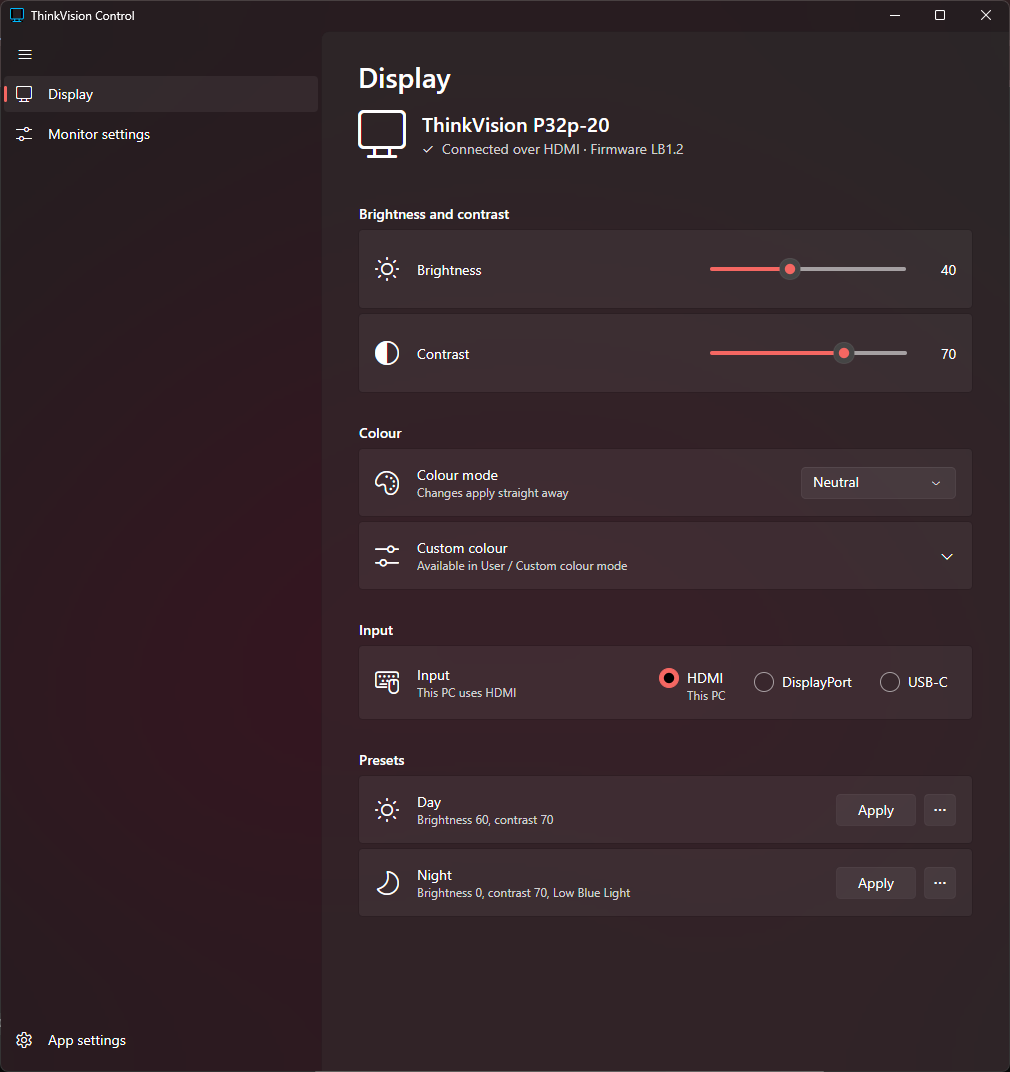 ThinkVision Control
Display
Monitor settings
App settings
Display
ThinkVision P32p-20
Connected over HDMI · Firmware LB1.2
Brightness and contrast
Brightness
40
Contrast
70
Colour
Colour mode
Changes apply straight away
Neutral
Custom colour
Available in User / Custom colour mode
Input
Input
This PC uses HDMI
HDMI
This PC
DisplayPort
USB-C
Presets
Day
Brightness 60, contrast 70
Apply
Night
Brightness 0, contrast 70, Low Blue Light
Apply